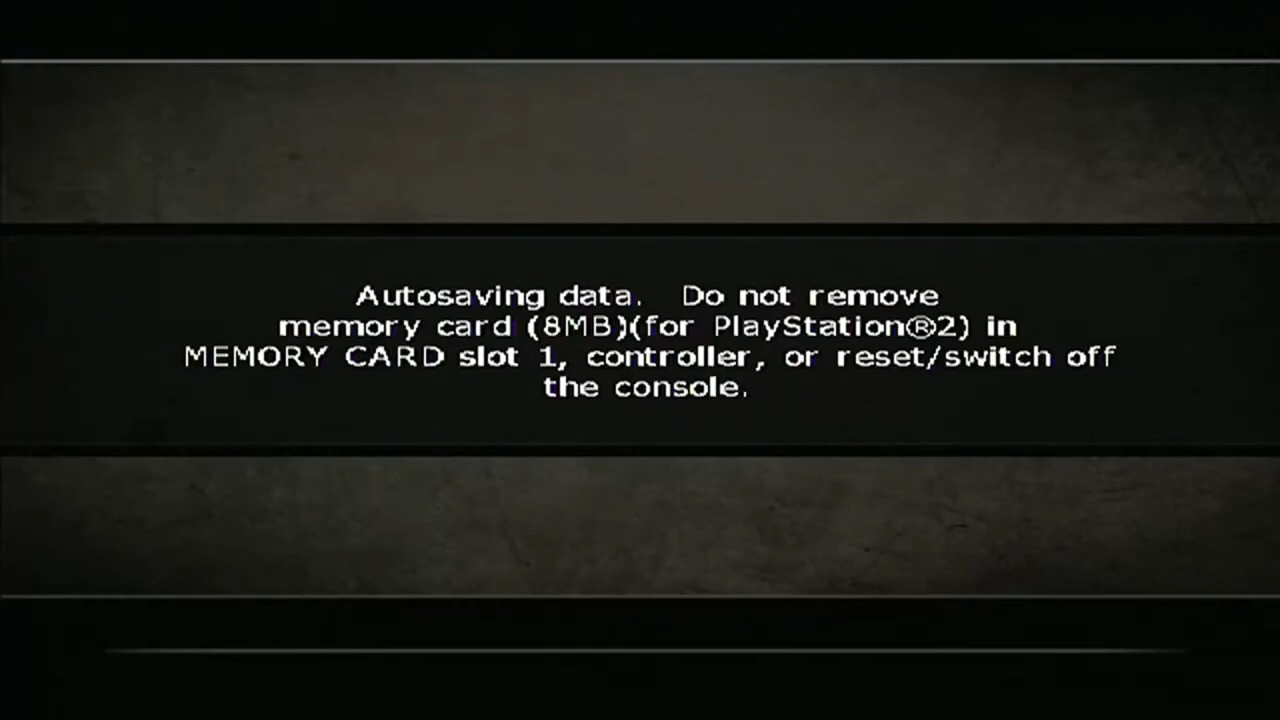 Autosaving data.  Do not remove
memory card (8MB)(for PlayStation®2) in
MEMORY CARD slot 1, controller, or reset/switch off
the console.